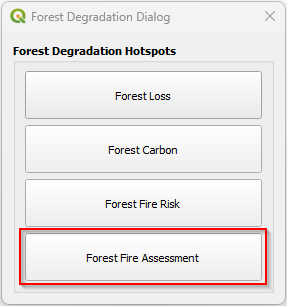 Forest Degradation Dialog
Forest Degradation Hotspots
Forest Loss
Forest Carbon
Forest Fire Risk
Forest Fire Assessment